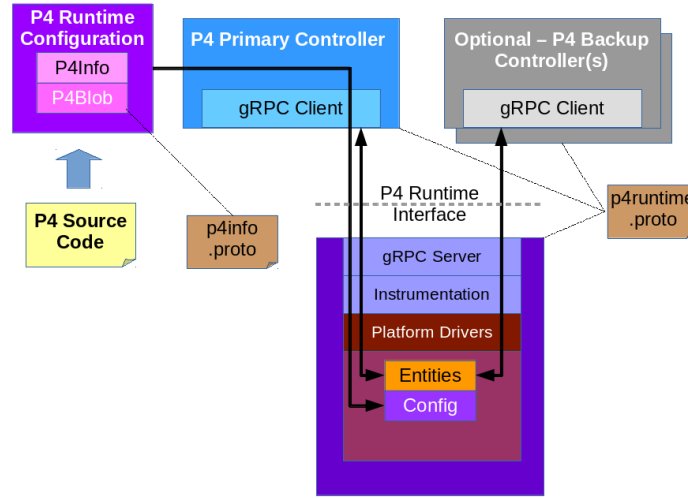 P4 Runtime
Configuration
P4Info
P4Blob
P4 Primary Controller
gRPC Client
Optional – P4 Backup
Controller(s)
gRPC Client
P4 Source
Code
p4info
.proto
P4 Runtime
Interface
p4runtime
.proto
gRPC Server
Instrumentation
Platform Drivers
Entities
Config